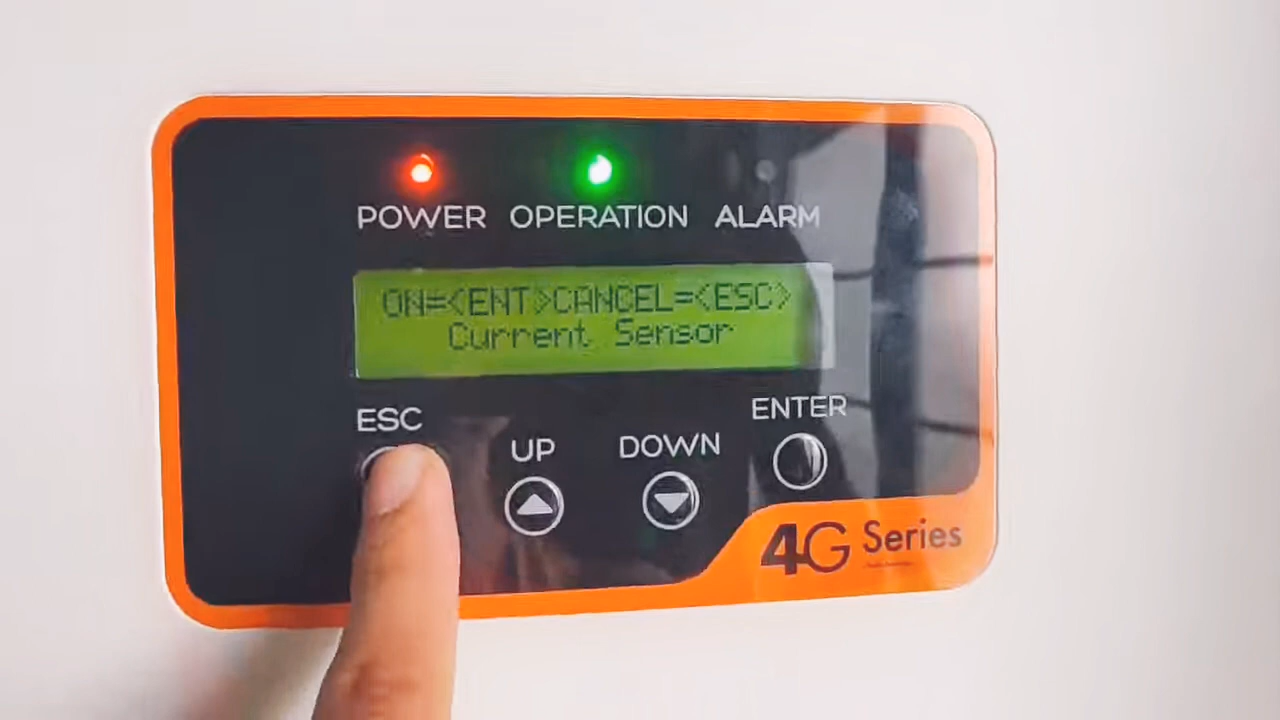 POWER OPERATION ALARM
ON=<ENT>CANCEL=<ESC>
Current Sensor
ESC UP DOWN ENTER
4G Series